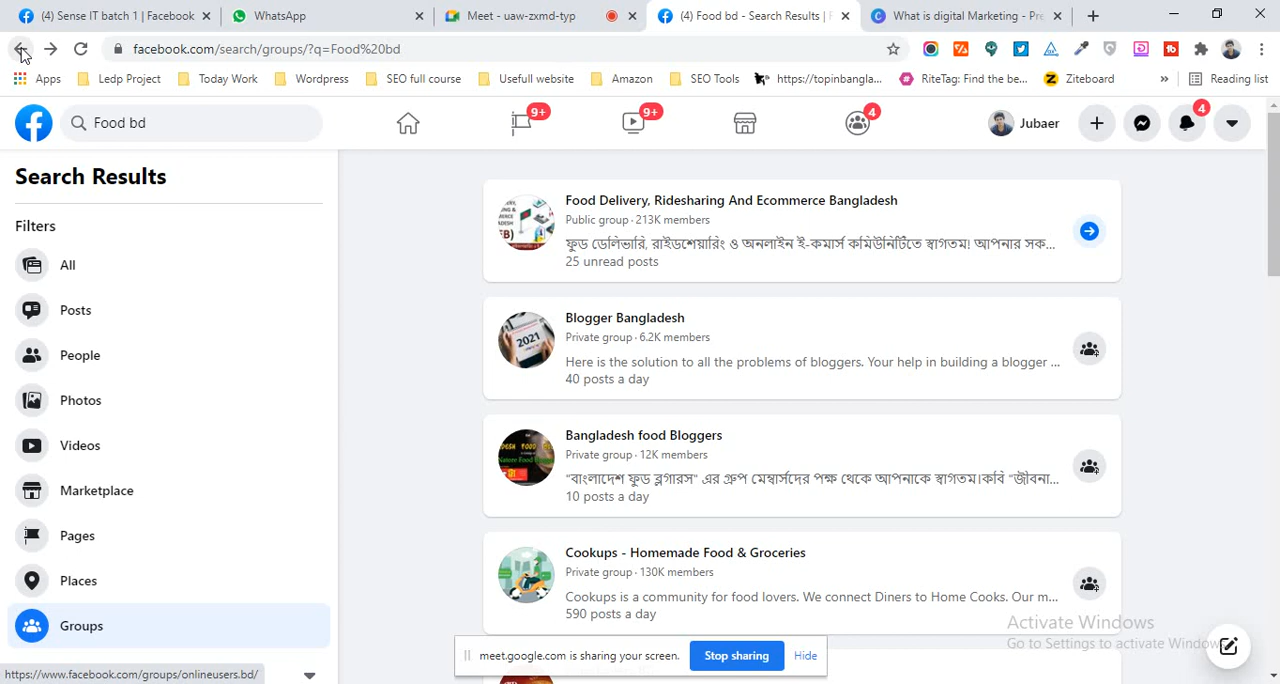 (4) Sense IT batch 1 | Facebook
WhatsApp
Meet - uaw-zxmd-typ
(4) Food bd - Search Results | F
What is digital Marketing - Pre
facebook.com/search/groups/?q=Food%20bd
Apps
Ledp Project
Today Work
Wordpress
SEO full course
Usefull website
Amazon
SEO Tools
https://topinbangla...
RiteTag: Find the be...
Ziteboard
Reading list
Food bd
9+
9+
4
Jubaer
4
Search Results
Filters
All
Posts
People
Photos
Videos
Marketplace
Pages
Places
Groups
Food Delivery, Ridesharing And Ecommerce Bangladesh
Public group · 213K members
ফুড ডেলিভারি, রাইডশেয়ারিং ও অনলাইন ই-কমার্স কমিউনিটিতে স্বাগতম! আপনার সক...
25 unread posts
Blogger Bangladesh
Private group · 6.2K members
Here is the solution to all the problems of bloggers. Your help in building a blogger ...
40 posts a day
2021
Bangladesh food Bloggers
Private group · 12K members
"বাংলাদেশ ফুড ব্লগারস" এর গ্রুপ মেম্বার্সদের পক্ষ থেকে আপনাকে স্বাগতম।কবি "জীবনা...
10 posts a day
Cookups - Homemade Food & Groceries
Private group · 130K members
Cookups is a community for food lovers. We connect Diners to Home Cooks. Our m...
590 posts a day
Activate Windows
Go to Settings to activate Windows
meet.google.com is sharing your screen.
Stop sharing
Hide
https://www.facebook.com/groups/onlineusers.bd/